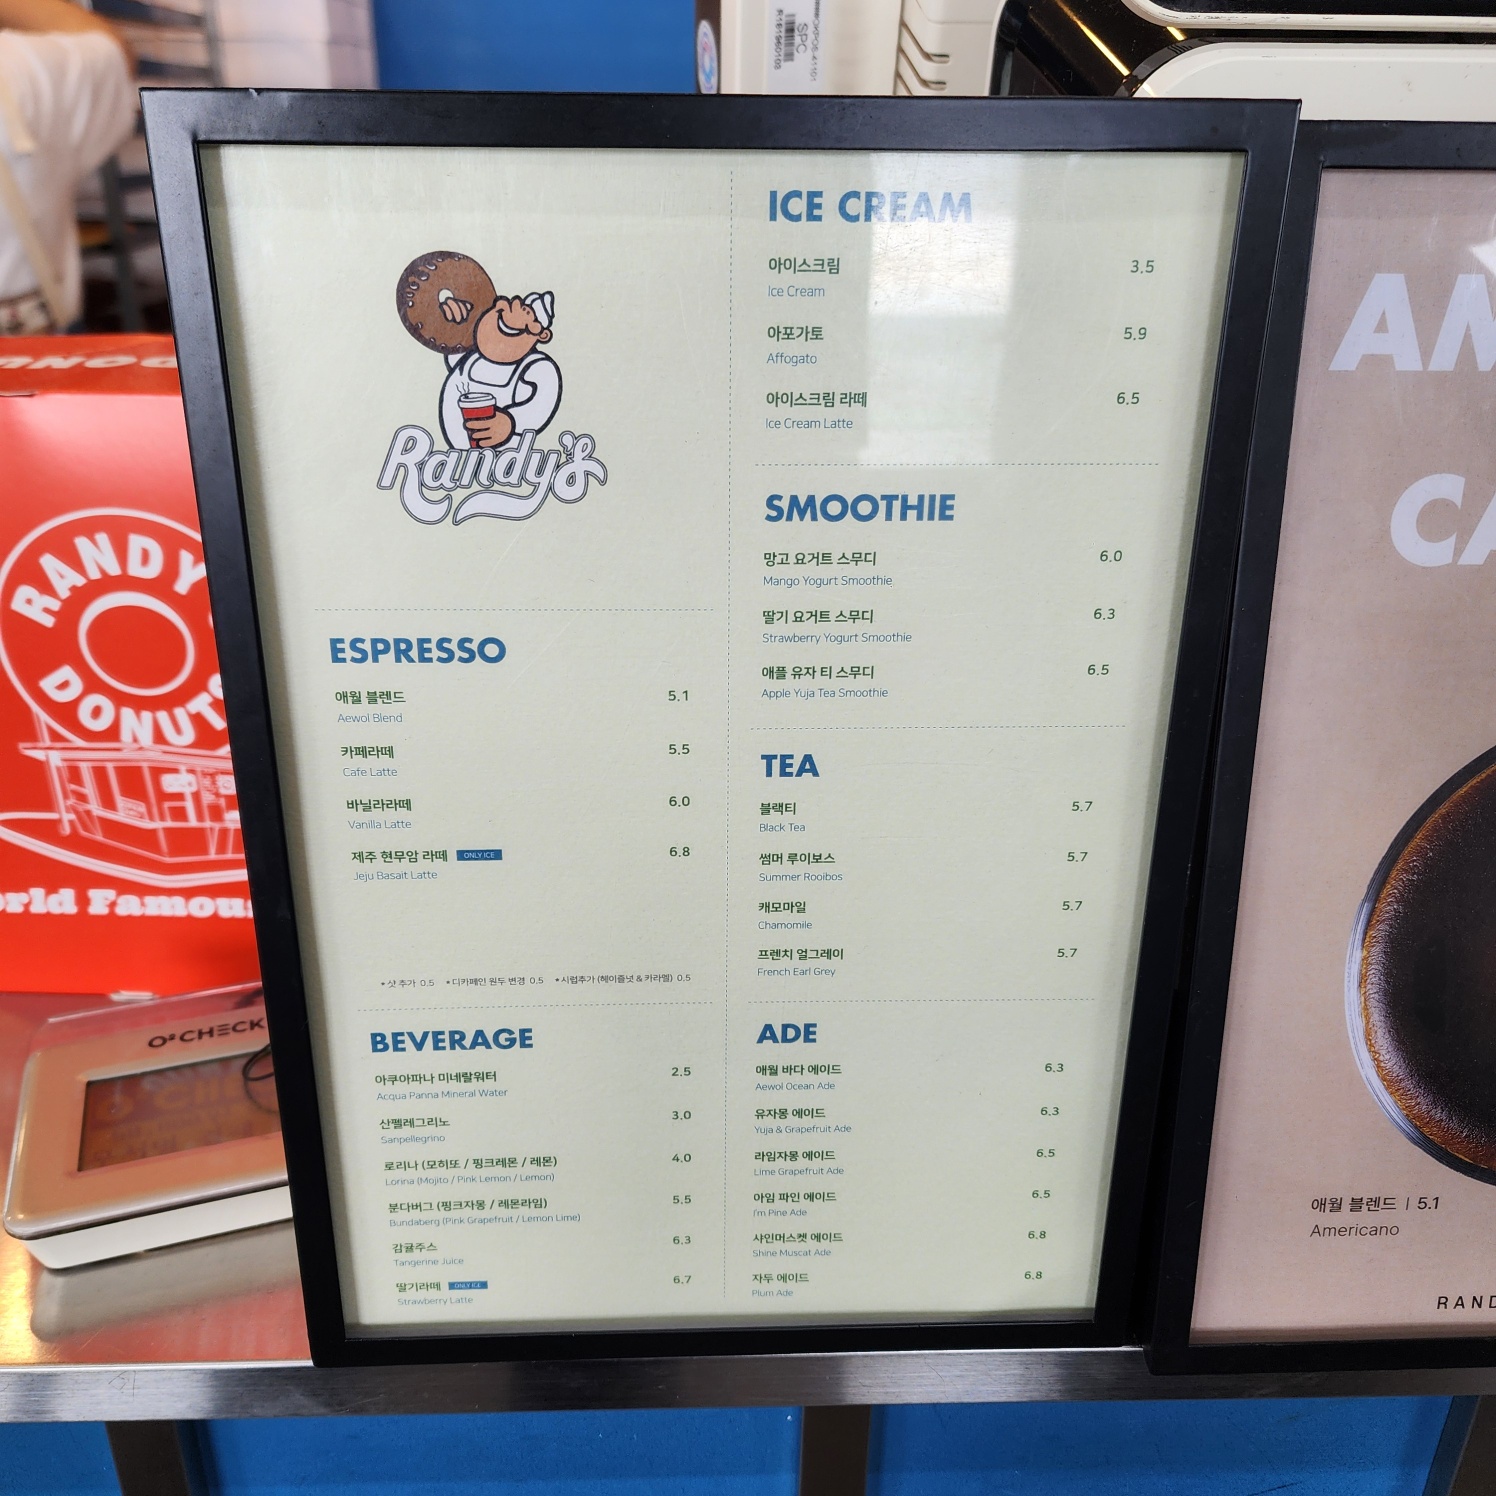 SPC
RANDY'S
DONUTS
O²CHECK
Randy's
ESPRESSO
애월 블렌드 5.1
Aewol Blend
카페라떼 5.5
Cafe Latte
바닐라라떼 6.0
Vanilla Latte
제주 현무암 라떼 ONLY ICE 6.8
Jeju Basait Latte
*샷 추가 0.5 *디카페인 원두 변경 0.5 *시럽추가 (헤이즐넛 & 카라멜) 0.5
BEVERAGE
아쿠아파나 미네랄워터 2.5
Acqua Panna Mineral Water
산펠레그리노 3.0
Sanpellegrino
로리나 (모히또 / 핑크레몬 / 레몬) 4.0
Lorina (Mojito / Pink Lemon / Lemon)
분다버그 (핑크자몽 / 레몬라임) 5.5
Bundaberg (Pink Grapefruit / Lemon Lime)
감귤주스 6.3
Tangerine Juice
딸기라떼 ONLY ICE 6.7
Strawberry Latte
ICE CREAM
아이스크림 3.5
Ice Cream
아포가토 5.9
Affogato
아이스크림 라떼 6.5
Ice Cream Latte
SMOOTHIE
망고 요거트 스무디 6.0
Mango Yogurt Smoothie
딸기 요거트 스무디 6.3
Strawberry Yogurt Smoothie
애플 유자 티 스무디 6.5
Apple Yuja Tea Smoothie
TEA
블랙티 5.7
Black Tea
썸머 루이보스 5.7
Summer Rooibos
캐모마일 5.7
Chamomile
프렌치 얼그레이 5.7
French Earl Grey
ADE
애월 바다 에이드 6.3
Aewol Ocean Ade
유자몽 에이드 6.3
Yuja & Grapefruit Ade
라임자몽 에이드 6.5
Lime Grapefruit Ade
아임 파인 에이드 6.5
I'm Pine Ade
샤인머스켓 에이드 6.8
Shine Muscat Ade
자두 에이드 6.8
Plum Ade
AM
CA
애월 블렌드 | 5.1
Americano
RAND